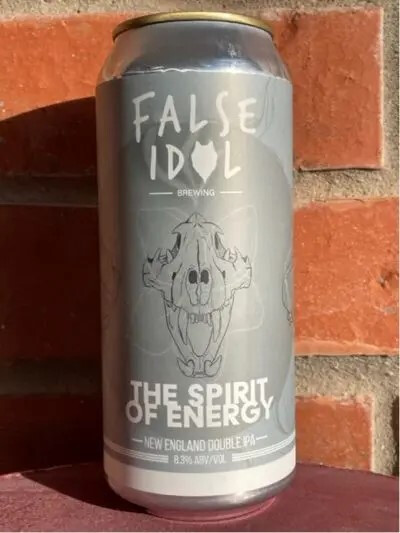 FALSE
IDOL
BREWING
THE SPIRIT
OF ENERGY
NEW ENGLAND DOUBLE IPA
8.3% ABV/VOL